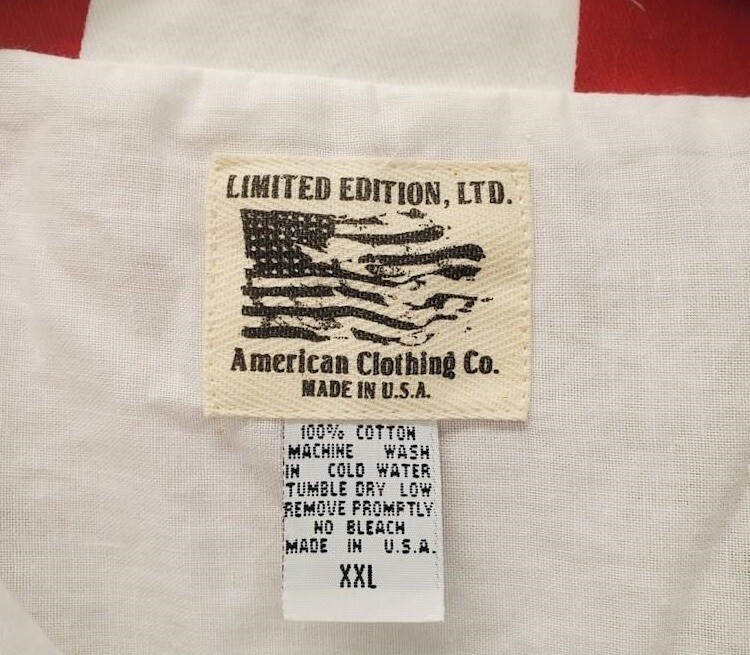 LIMITED EDITION, LTD.
American Clothing Co.
MADE IN U.S.A.
100% COTTON
MACHINE WASH
IN COLD WATER
TUMBLE DRY LOW
REMOVE PROMPTLY
NO BLEACH
MADE IN U.S.A.
XXL